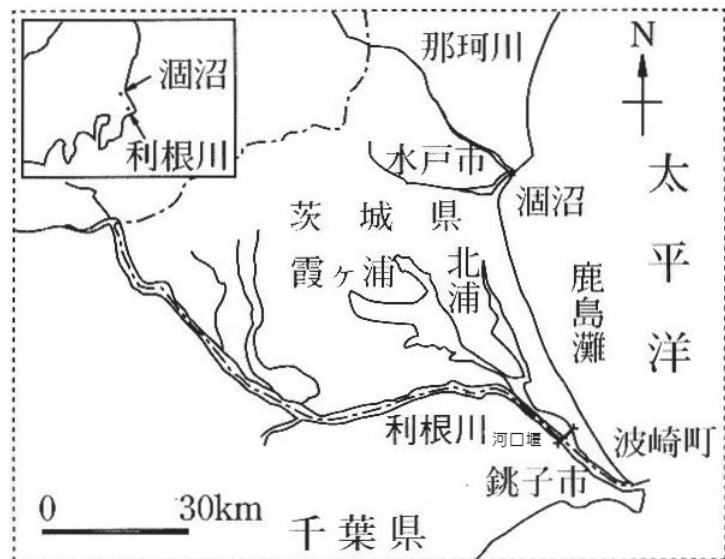 那珂川
N
涸沼
利根川
水戸市
涸沼
太平洋
茨城県
霞ヶ浦
北浦
鹿島灘
利根川
河口堰
波崎町
銚子市
0 30km
千葉県